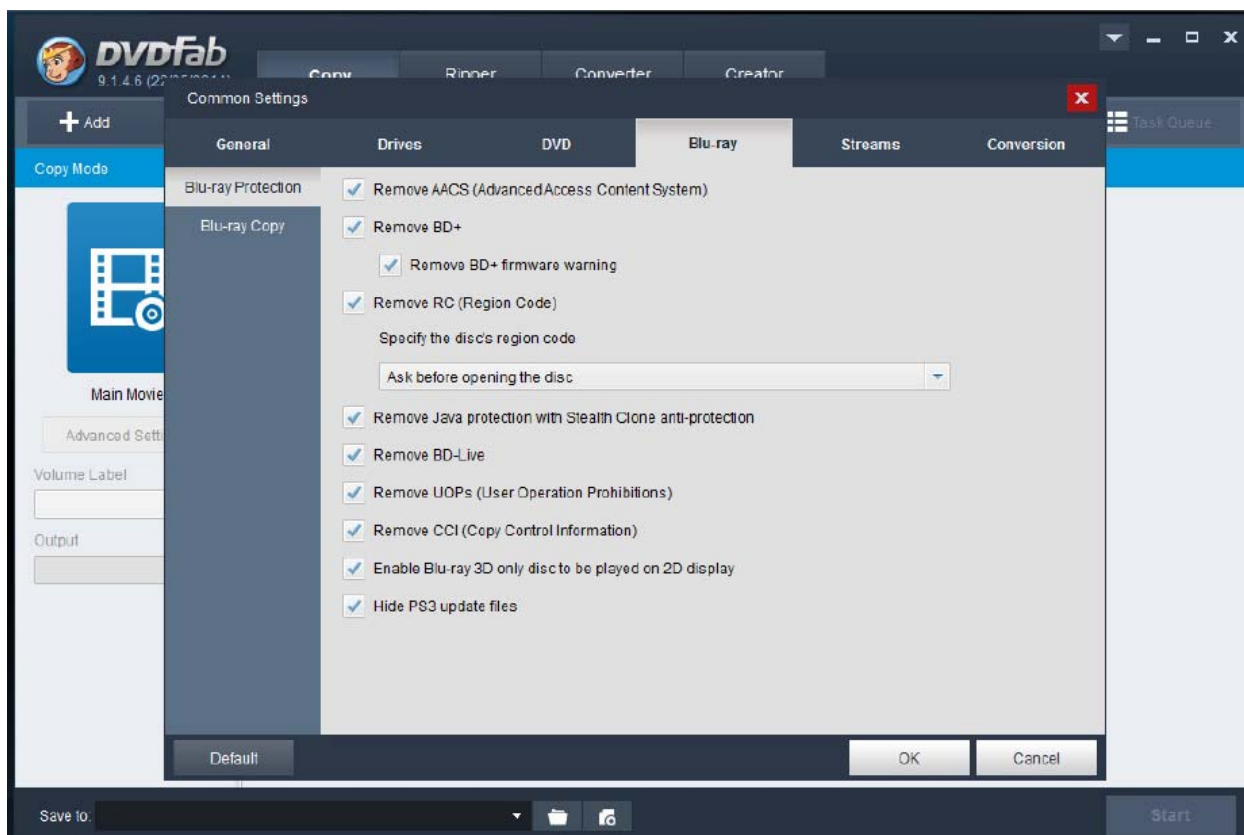 DVDFab
9.1.4.6
Copy Ripper Converter Creator
Common Settings
Add
Task Queue
General Drives DVD Blu-ray Streams Conversion
Copy Mode
Blu-ray Protection
Blu-ray Copy
Remove AACS (Advanced Access Content System)
Remove BD+
Remove BD+ firmware warning
Remove RC (Region Code)
Specify the disc's region code
Ask before opening the disc
Main Movie
Remove Java protection with Stealth Clone anti-protection
Advanced
Remove BD-Live
Volume Label
Remove UOPs (User Operation Prohibitions)
Remove CCI (Copy Control Information)
Output
Enable Blu-ray 3D only disc to be played on 2D display
Hide PS3 update files
Default OK Cancel
Save to:
Start